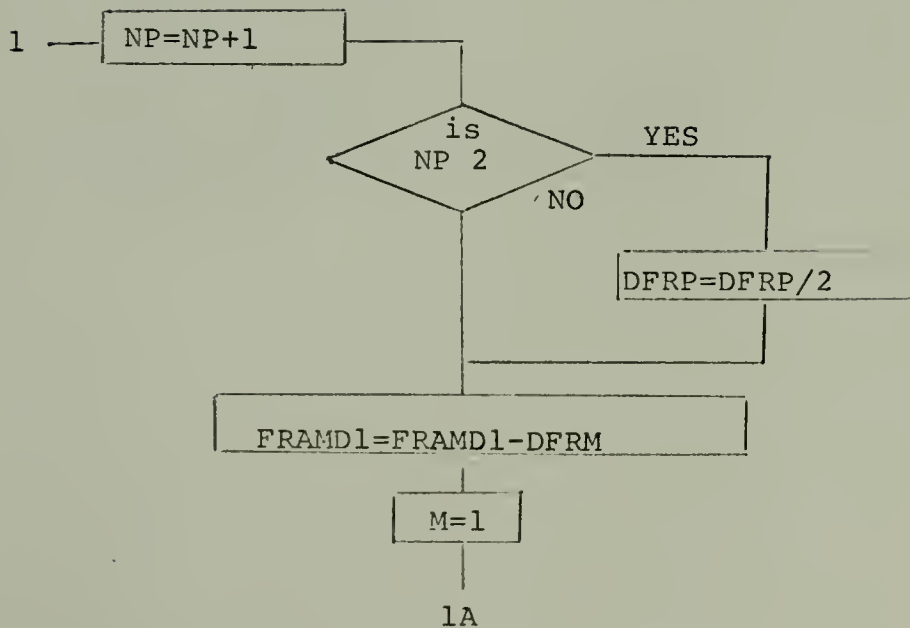 1
NP=NP+1
is
NP 2
YES
NO
DFRP=DFRP/2
FRAMD1=FRAMD1-DFRM
M=1
1A